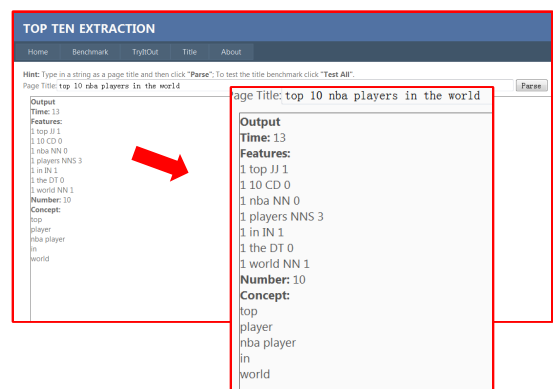 TOP TEN EXTRACTION
Home Benchmark TryItOut Title About
Hint: Type in a string as a page title and then click "Parse"; To test the title benchmark click "Test All".
Page Title: top 10 nba players in the world Parse
Output
Time: 13
Features:
1 top JJ 1
1 10 CD 0
1 nba NN 0
1 players NNS 3
1 in IN 1
1 the DT 0
1 world NN 1
Number: 10
Concept:
top
player
nba player
in
world
age Title: top 10 nba players in the world
Output
Time: 13
Features:
1 top JJ 1
1 10 CD 0
1 nba NN 0
1 players NNS 3
1 in IN 1
1 the DT 0
1 world NN 1
Number: 10
Concept:
top
player
nba player
in
world